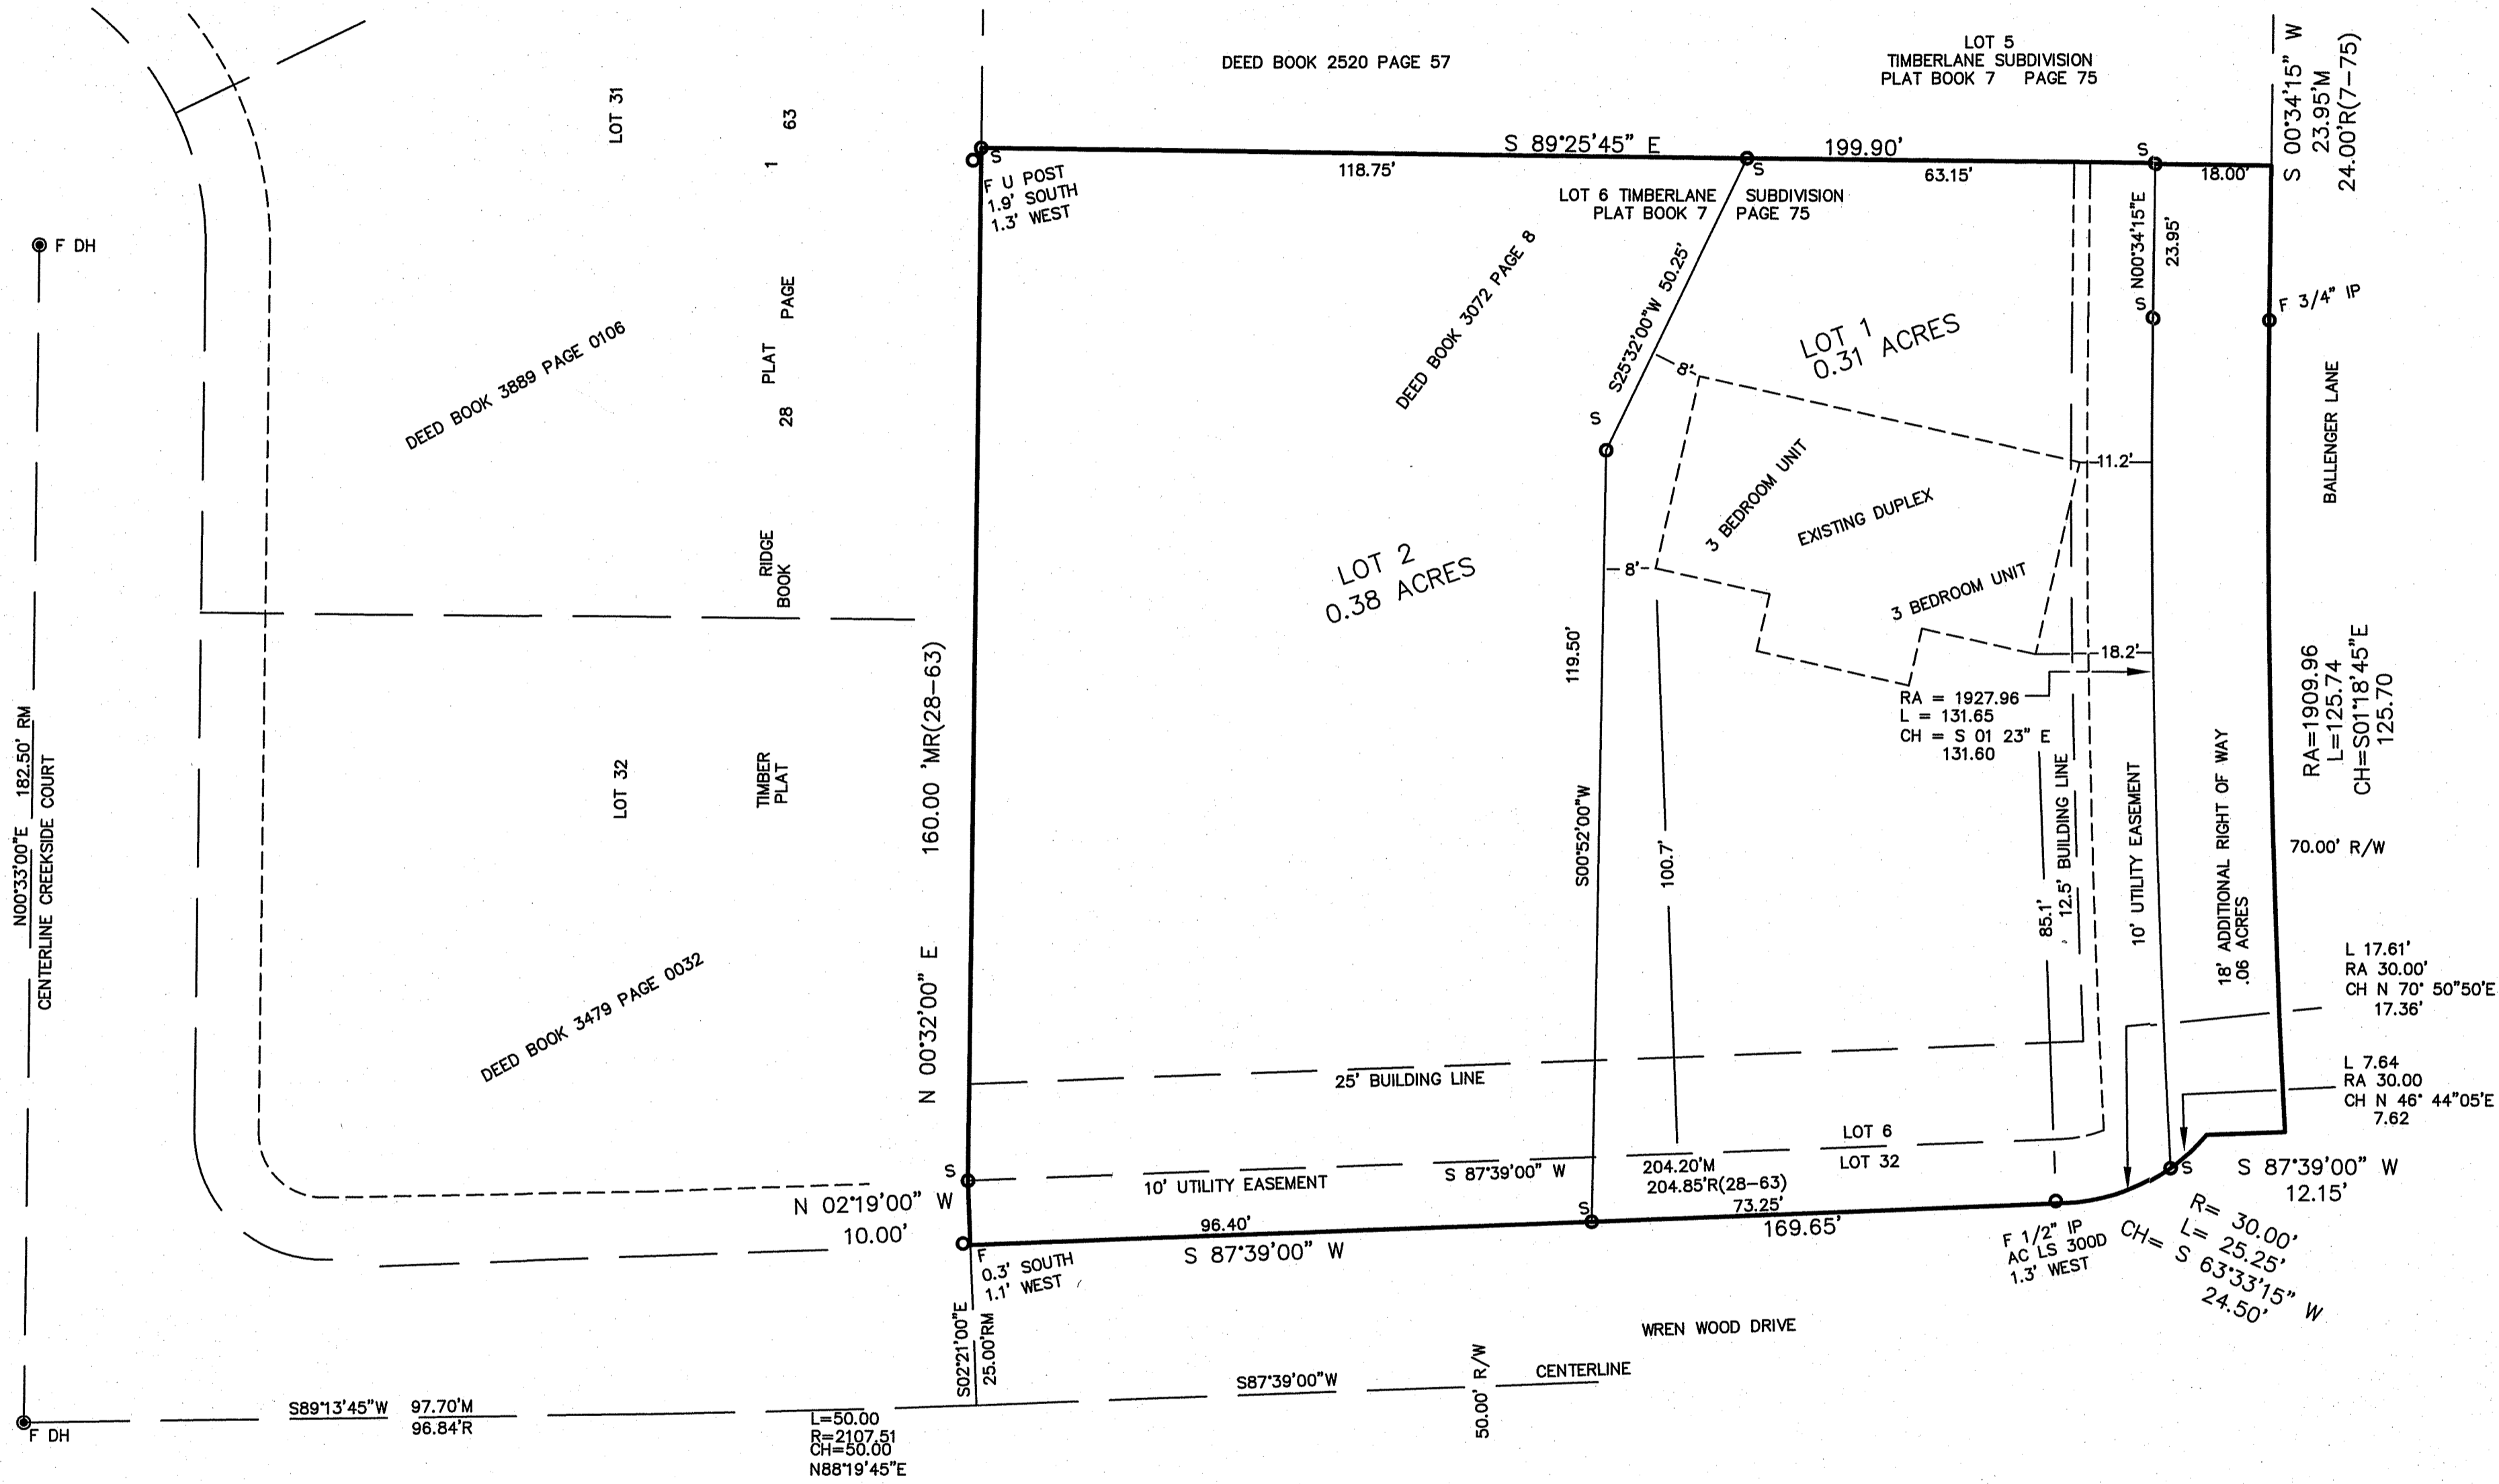 DEED BOOK 2520 PAGE 57
LOT 5
TIMBERLANE SUBDIVISION
PLAT BOOK 7 PAGE 75
S 00°34'15" W
23.95'M
24.00'R(7-75)
LOT 31
63
1
PAGE
PLAT
28
RIDGE
BOOK
TIMBER
PLAT
S 89°25'45" E 199.90'
S
118.75'
S
63.15'
S
18.00'
F U POST
1.9' SOUTH
1.3' WEST
LOT 6 TIMBERLANE SUBDIVISION
PLAT BOOK 7 PAGE 75
F DH
DEED BOOK 3889 PAGE 0106
DEED BOOK 3072 PAGE 8
S25°32'00"W 50.25'
N00°34'15"E
23.95'
S
F 3/4" IP
LOT 1
0.31 ACRES
8'
S
11.2'
BALLENGER LANE
3 BEDROOM UNIT
EXISTING DUPLEX
3 BEDROOM UNIT
LOT 2
0.38 ACRES
8'
18.2'
119.50'
S00°52'00"W
100.7'
RA = 1927.96
L = 131.65
CH = S 01 23" E
131.60
RA=1909.96
L=125.74
CH=S01°18'45"E
125.70
N00°33'00"E 182.50' RM
CENTERLINE CREEKSIDE COURT
LOT 32
160.00 'MR(28-63)
N 00°32'00" E
85.1'
12.5' BUILDING LINE
10' UTILITY EASEMENT
18' ADDITIONAL RIGHT OF WAY
.06 ACRES
70.00' R/W
DEED BOOK 3479 PAGE 0032
L 17.61'
RA 30.00'
CH N 70° 50"50'E
17.36'
L 7.64
RA 30.00
CH N 46° 44"05'E
7.62
25' BUILDING LINE
LOT 6
LOT 32
S
10' UTILITY EASEMENT
S 87°39'00" W
204.20'M
204.85'R(28-63)
S
S 87°39'00" W
12.15'
N 02°19'00" W
10.00'
96.40'
S
73.25'
S 87°39'00" W
169.65'
F
0.3' SOUTH
1.1' WEST
F 1/2" IP
AC LS 300D
1.3' WEST
R= 30.00'
L= 25.25'
CH= S 63°33'15" W
24.50'
S02°21'00"E
25.00'RM
WREN WOOD DRIVE
S87°39'00"W
50.00' R/W
CENTERLINE
S89°13'45"W 97.70'M
96.84'R
F DH
L=50.00
R=2107.51
CH=50.00
N88°19'45"E